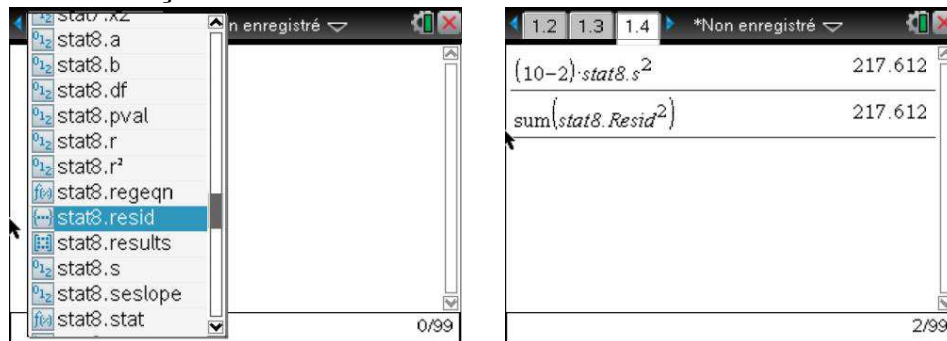 stat8.a
stat8.b
stat8.df
stat8.pval
stat8.r
stat8.r²
stat8.regeqn
stat8.resid
stat8.results
stat8.s
stat8.seslope
stat8.stat
n enregistré
0/99
1.2 1.3 1.4 *Non enregistré
(10-2)·stat8.s² 217.612
sum(stat8.Resid²) 217.612
2/99